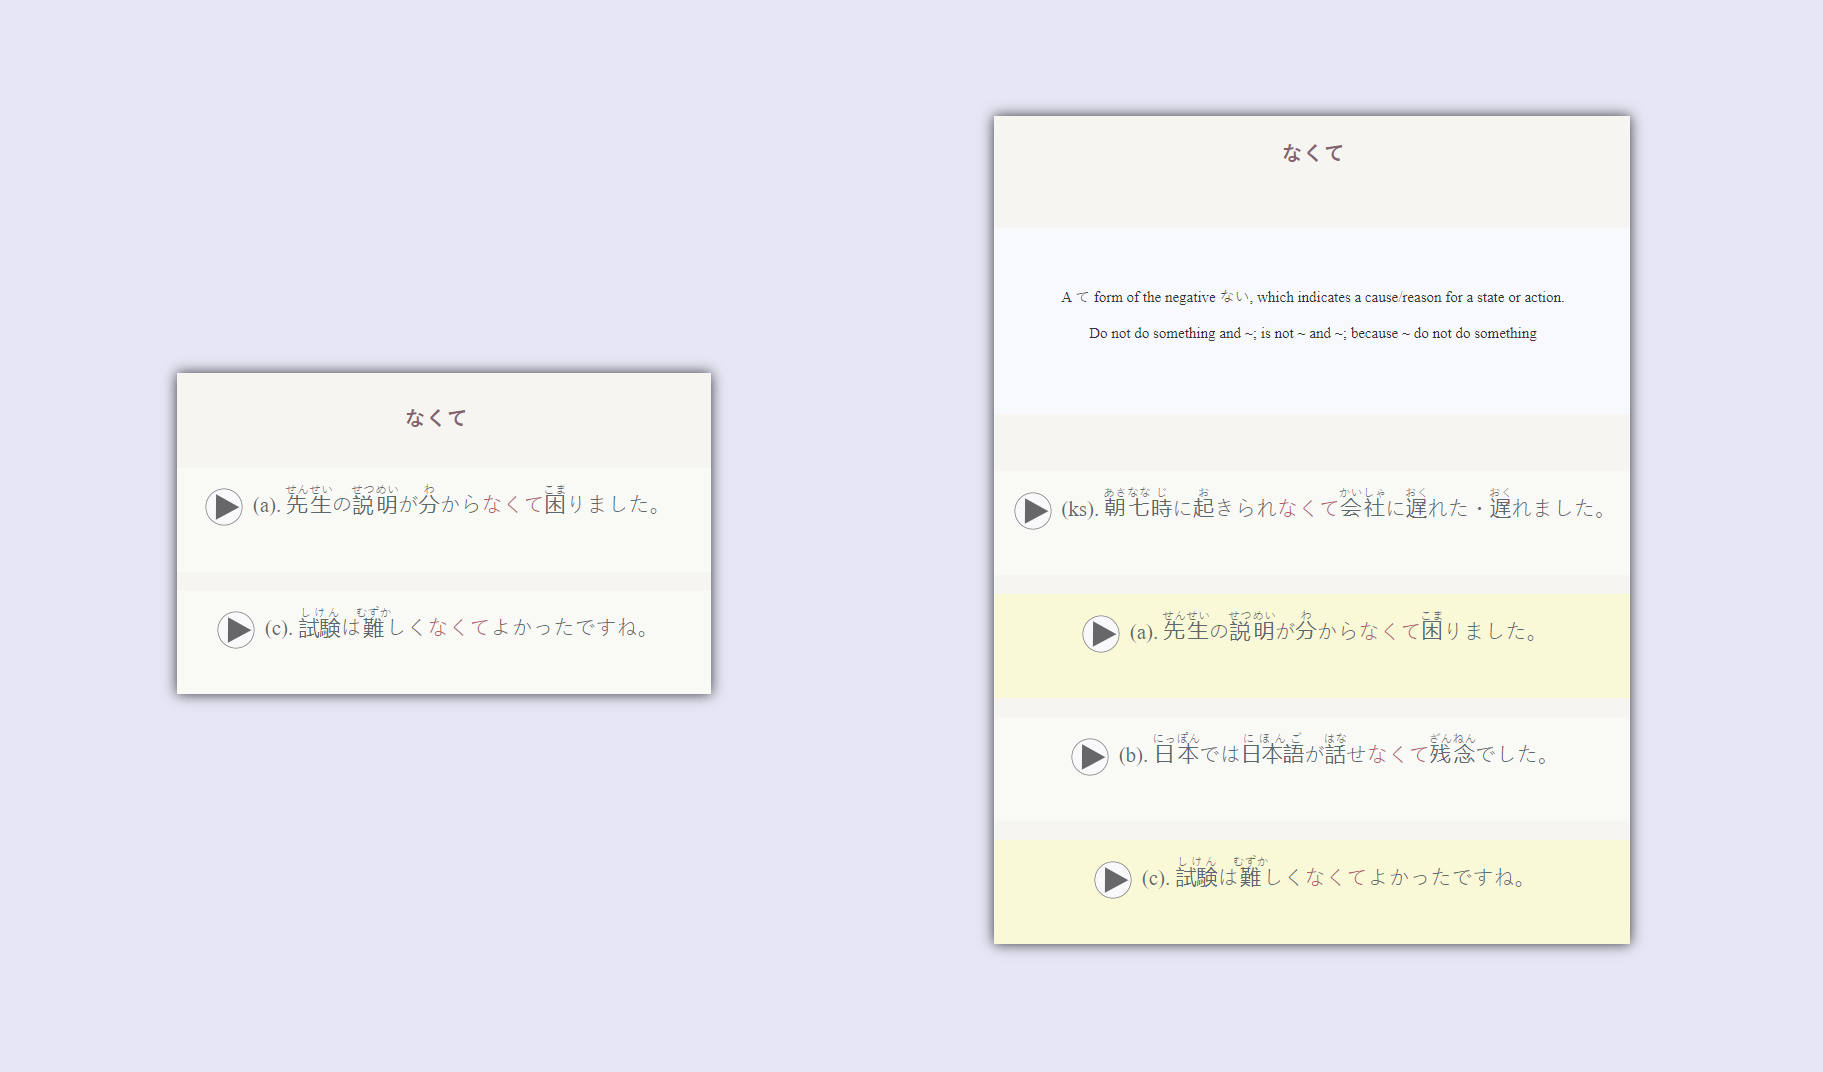 なくて
(a). 先生の説明が分からなくて困りました。
せんせい せつめい わ こま
(c). 試験は難しくなくてよかったですね。
しけん むずか
なくて
A て form of the negative ない, which indicates a cause/reason for a state or action.
Do not do something and ~; is not ~ and ~; because ~ do not do something
(ks). 朝七時に起きられなくて会社に遅れた・遅れました。
あさなな じ お かいしゃ おく おく
(a). 先生の説明が分からなくて困りました。
せんせい せつめい わ こま
(b). 日本では日本語が話せなくて残念でした。
にっぽん にほんご はな ざんねん
(c). 試験は難しくなくてよかったですね。
しけん むずか